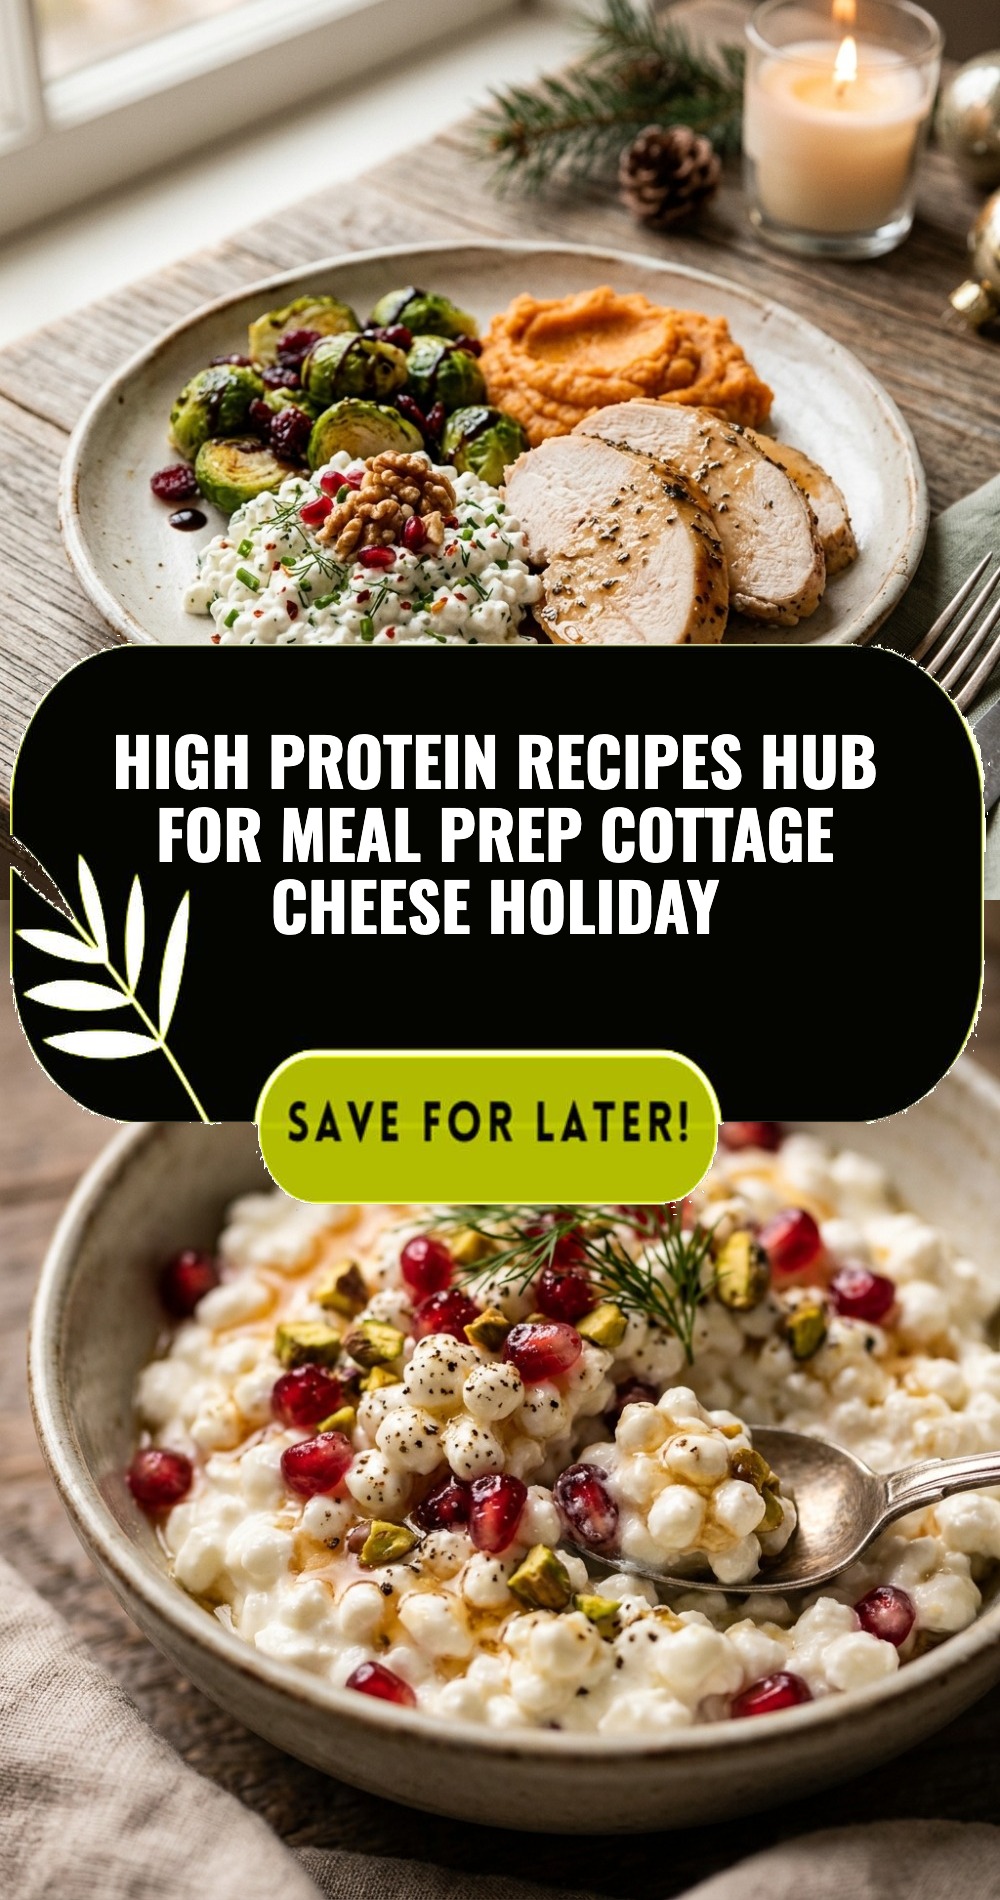 HIGH PROTEIN RECIPES HUB
FOR MEAL PREP COTTAGE
CHEESE HOLIDAY
SAVE FOR LATER!